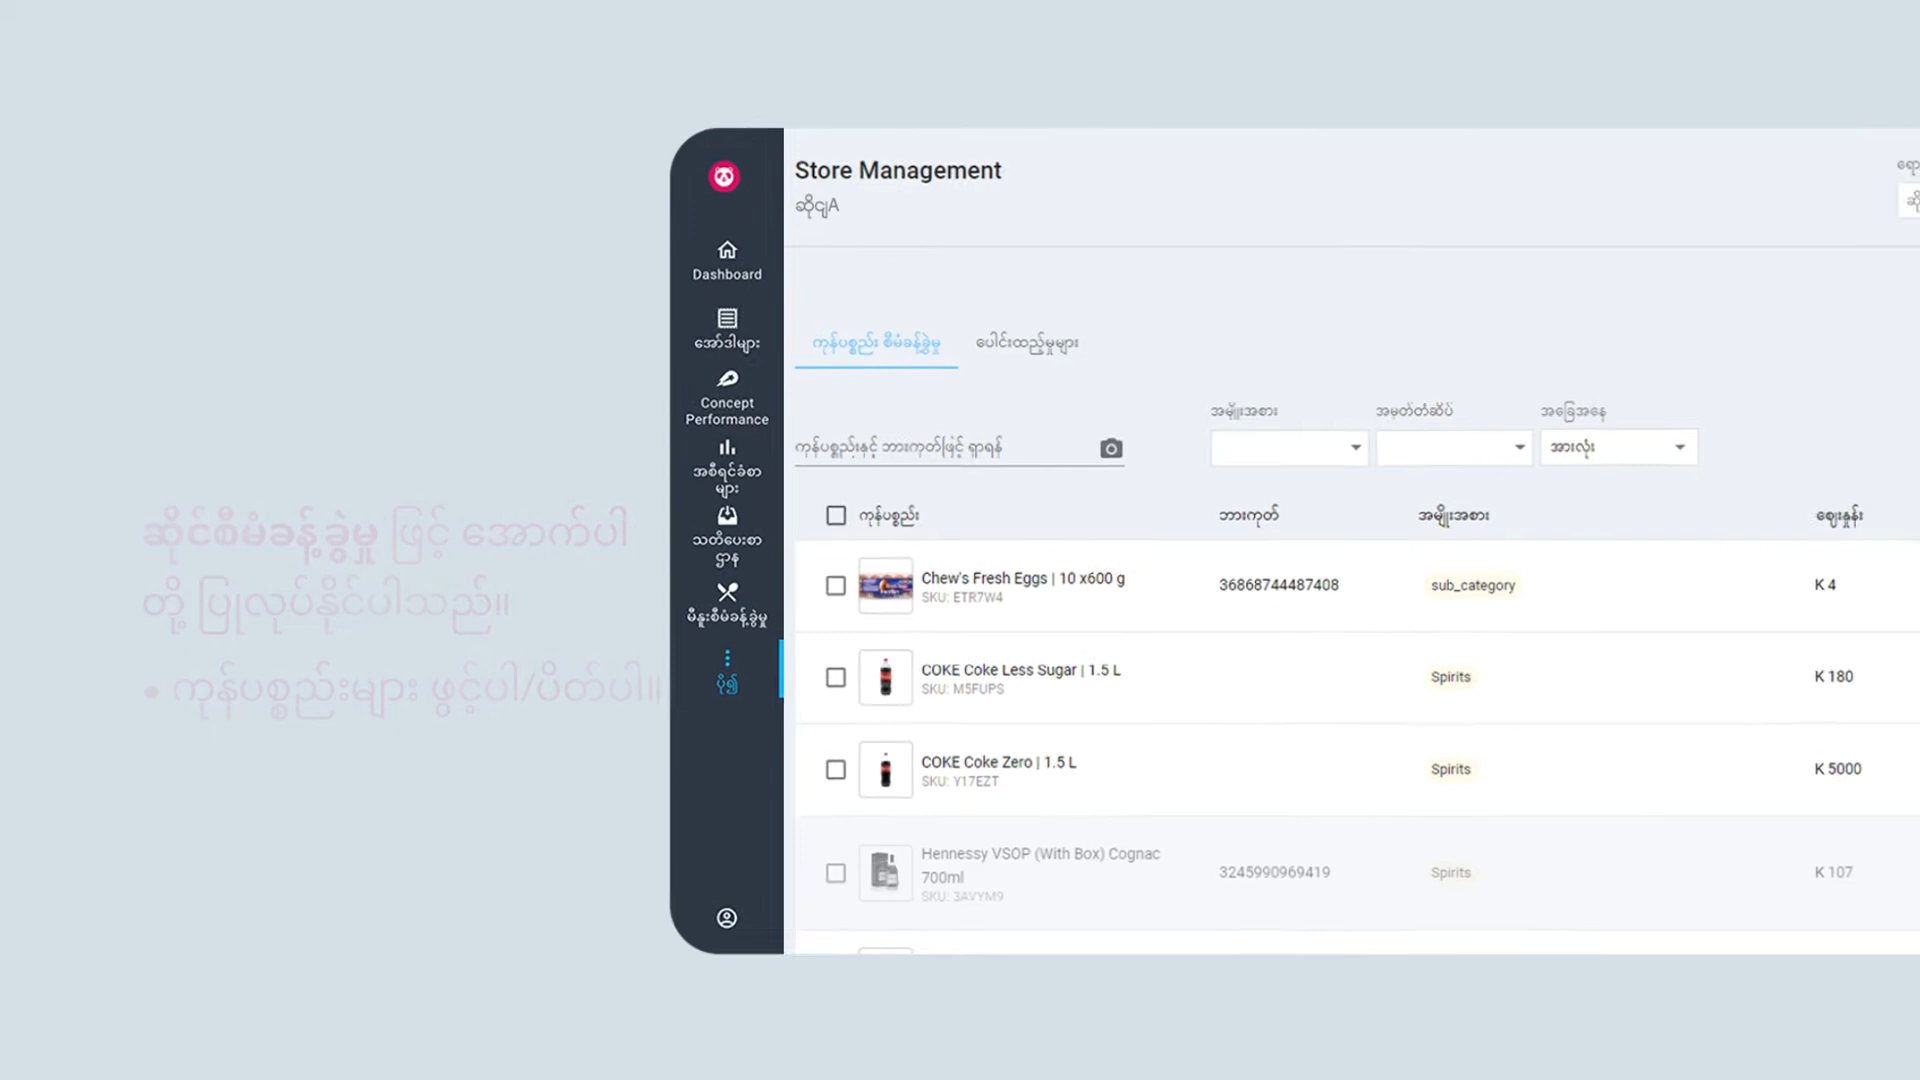 Store Management
ဆိုငျA
ရော
ဆို
Dashboard
အော်ဒါများ
Concept
Performance
အစီရင်ခံစာ
များ
သတိပေးစာ
ဌာန
မီနူးစီမံခန့်ခွဲမှု
ပို၍
ဆိုင်စီမံခန့်ခွဲမှု ဖြင့် အောက်ပါ
တို့ ပြုလုပ်နိုင်ပါသည်။
• ကုန်ပစ္စည်းများ ဖွင့်ပါ/ပိတ်ပါ။
ကုန်ပစ္စည်း စီမံခန့်ခွဲမှု ပေါင်းထည့်မှုများ
အမျိုးအစား အမှတ်တံဆိပ် အခြေအနေ
ကုန်ပစ္စည်းနှင့် ဘားကုတ်ဖြင့် ရှာရန် အားလုံး
ကုန်ပစ္စည်း ဘားကုတ် အမျိုးအစား ဈေးနှုန်း
Chew's Fresh Eggs | 10 x600 g 36868744487408 sub_category K 4
SKU: ETR7W4
COKE Coke Less Sugar | 1.5 L Spirits K 180
SKU: M5FUPS
COKE Coke Zero | 1.5 L Spirits K 5000
SKU: Y17EZT
Hennessy VSOP (With Box) Cognac
700ml 3245990969419 Spirits K 107
SKU: 3AVYM9